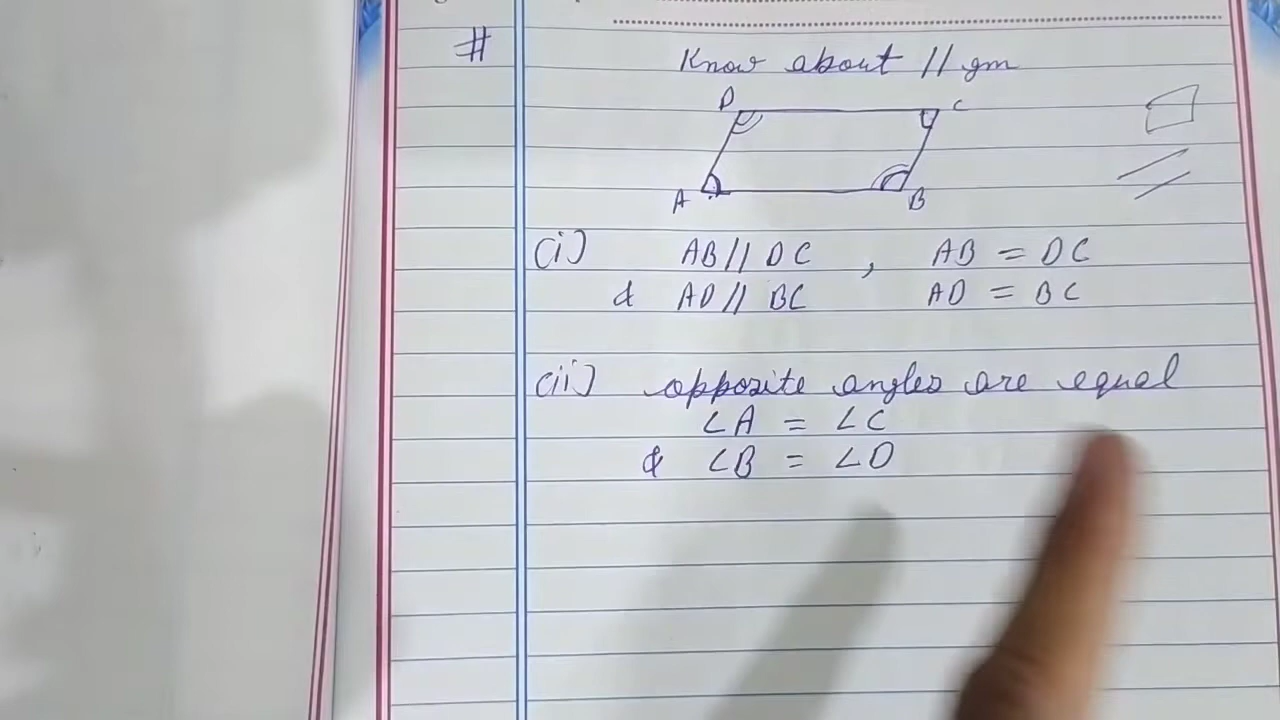 #
Know about // gm
D C
A B
(i) AB // DC , AB = DC
& AD // BC AD = BC
(ii) opposite angles are equal
∠A = ∠C
& ∠B = ∠D